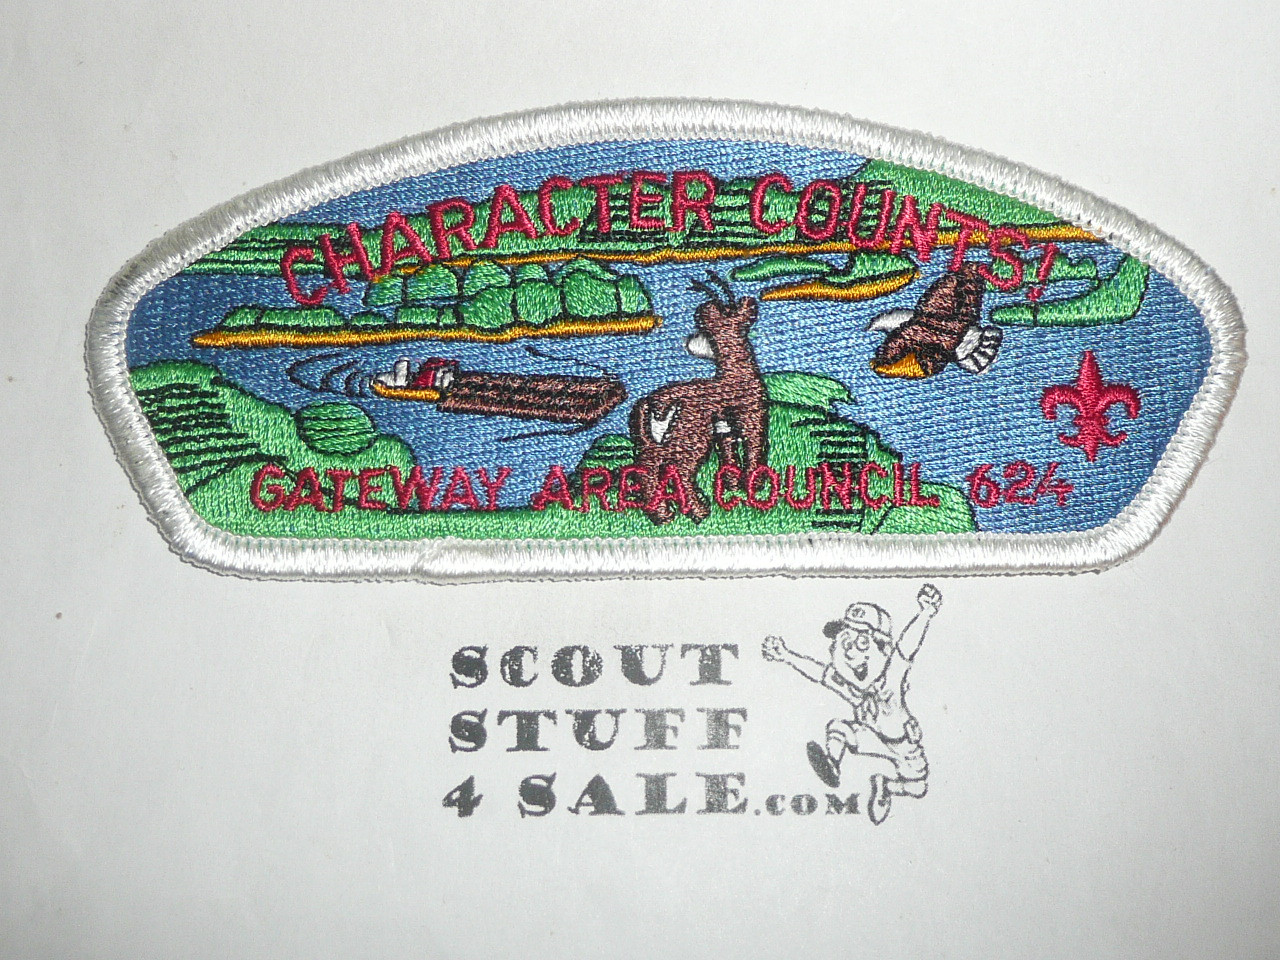 CHARACTER COUNTS!
GATEWAY AREA COUNCIL 624
SCOUT
STUFF
4 SALE.COM